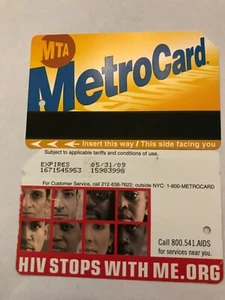 MTA
MetroCard
Insert this way / This side facing you
Subject to applicable tariffs and conditions of use.
EXPIRES 05/31/09
1671545953 15983998
For Customer Service, call 212-638-7622; outside NYC: 1-800-METROCARD
Call 800.541.AIDS
for services near you.
HIV STOPS WITH ME.ORG